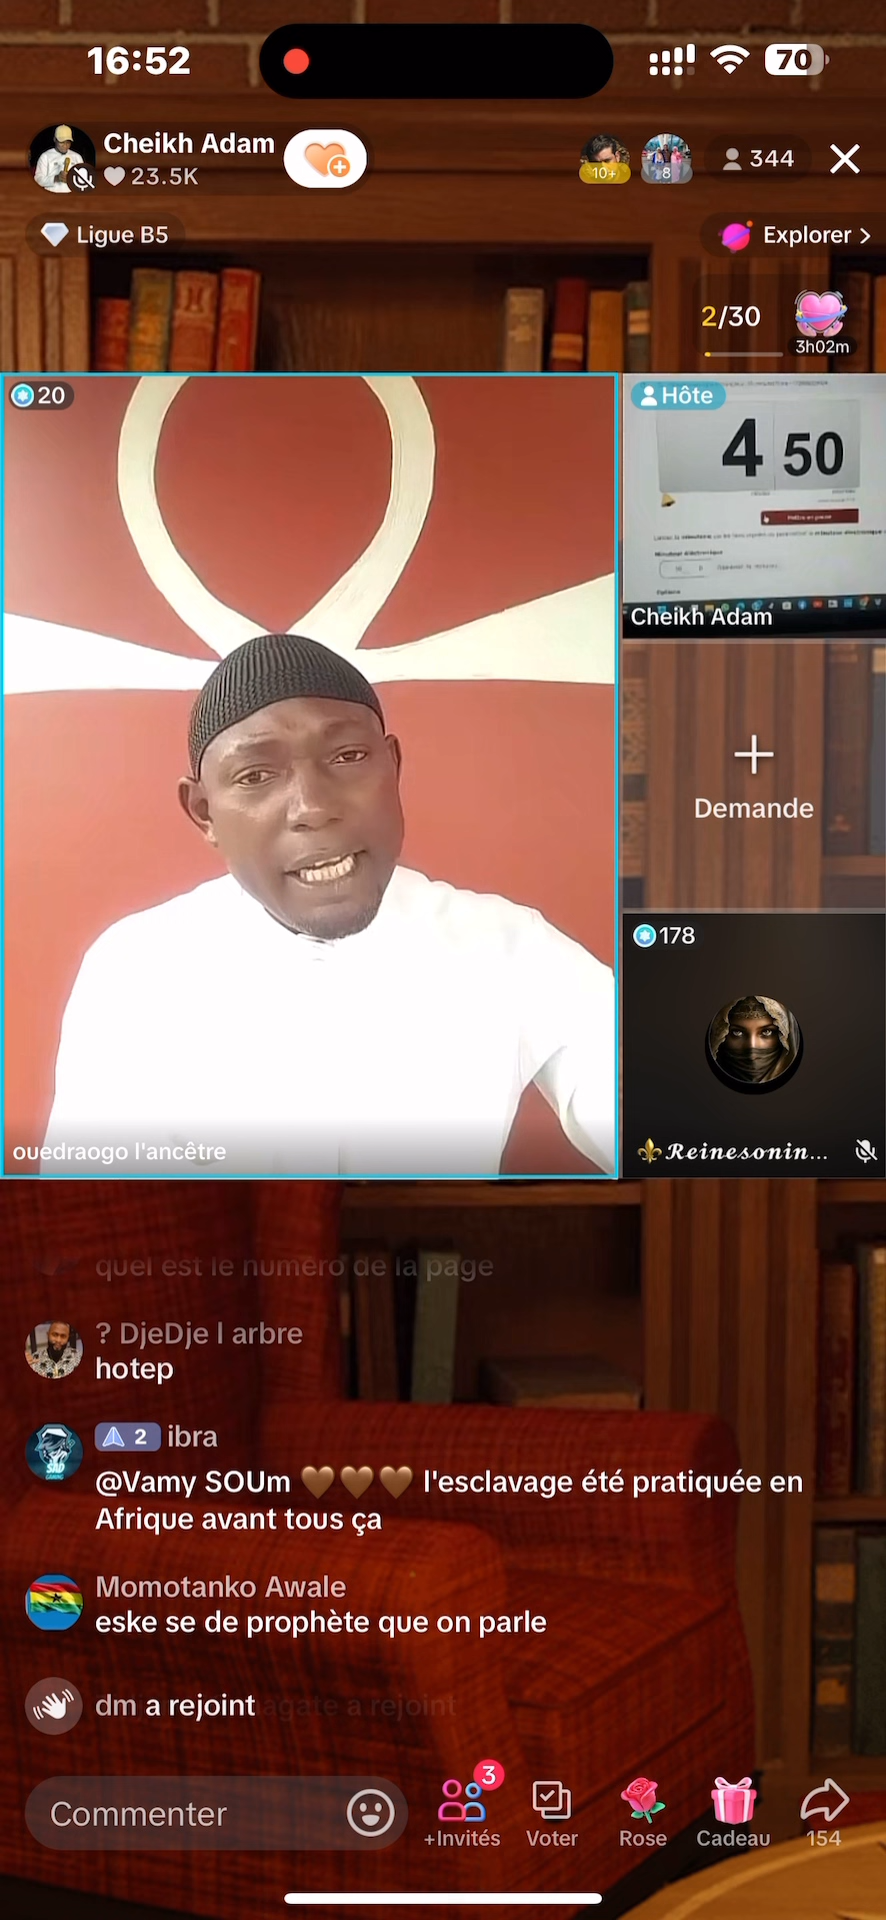 16:52
70
Cheikh Adam
23.5K
10+
8
344
Ligue B5
Explorer >
2/30
3h02m
20
Hôte
4 50
Cheikh Adam
Demande
178
ouedraogo l'ancêtre
⚜️𝓡𝓮𝓲𝓷𝓮𝓼𝓸𝓷𝓲𝓷...
quel est le numéro de la page
? DjeDje l arbre
hotep
2 ibra
@Vamy SOUm 🤎🤎🤎 l'esclavage été pratiquée en
Afrique avant tous ça
Momotanko Awale
eske se de prophète que on parle
dm a rejoint
Commenter
3
+Invités
Voter
Rose
Cadeau
154